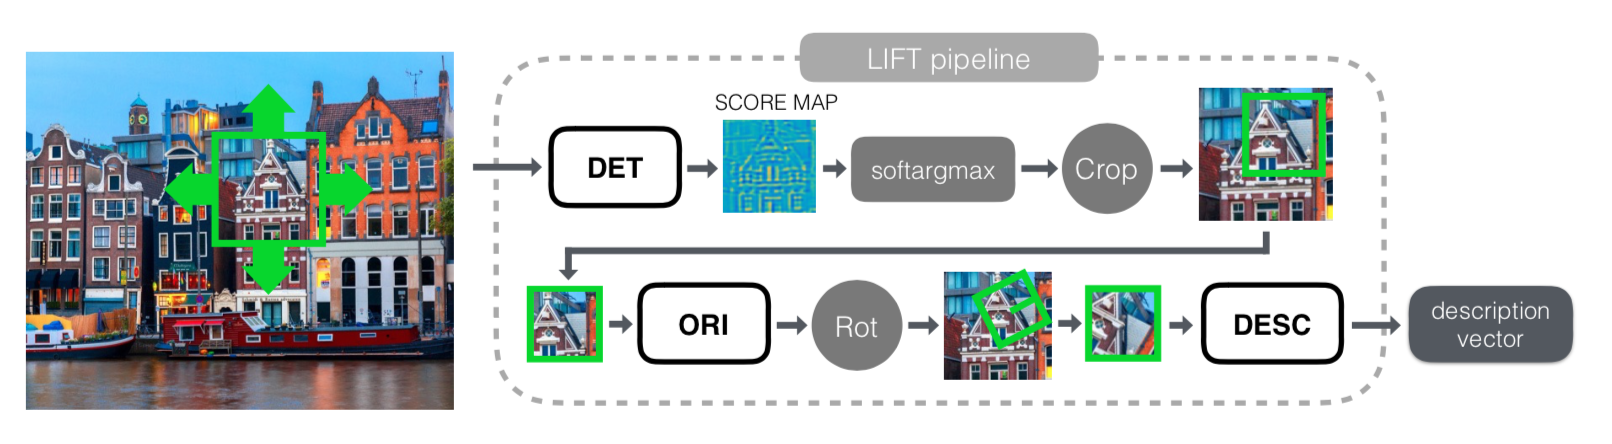 LIFT pipeline
SCORE MAP
DET
softargmax
Crop
ORI
Rot
DESC
description
vector